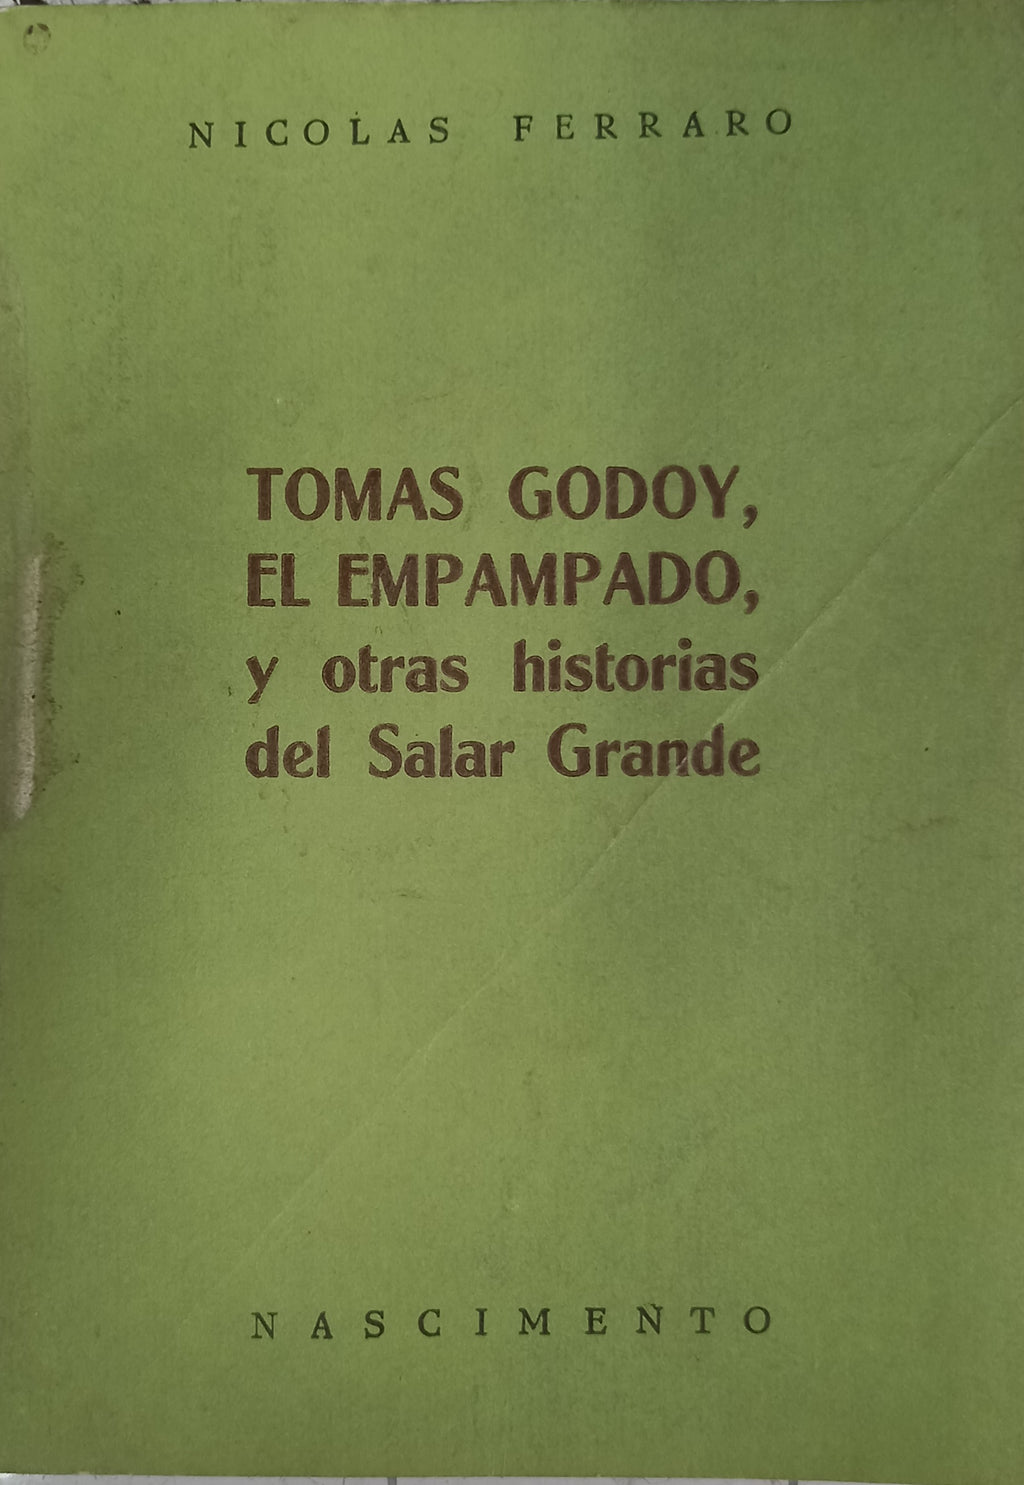 NICOLAS FERRARO
TOMAS GODOY,
EL EMPAMPADO,
y otras historias
del Salar Grande
NASCIMENTO